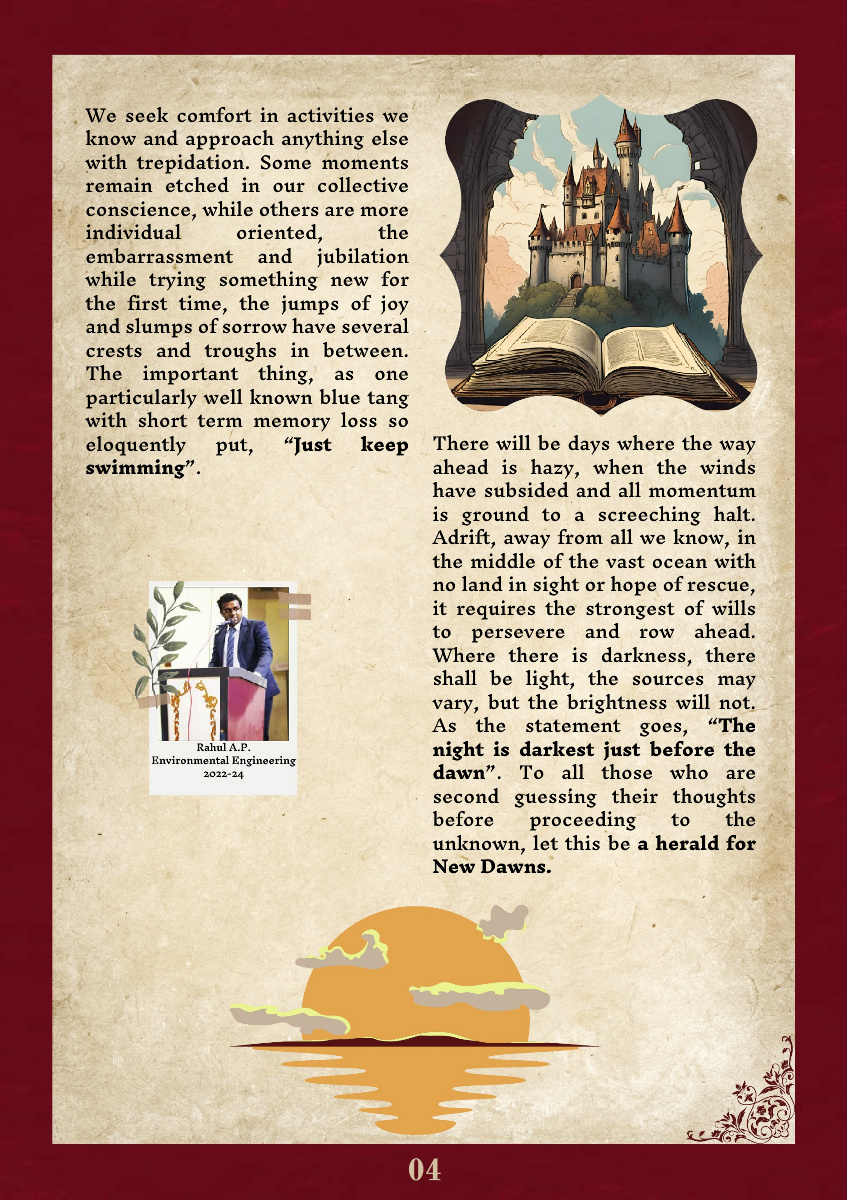 We seek comfort in activities we
know and approach anything else
with trepidation. Some moments
remain etched in our collective
conscience, while others are more
individual oriented, the
embarrassment and jubilation
while trying something new for
the first time, the jumps of joy
and slumps of sorrow have several
crests and troughs in between.
The important thing, as one
particularly well known blue tang
with short term memory loss so
eloquently put, “Just keep
swimming”.
Rahul A.P.
Environmental Engineering
2022-24
There will be days where the way
ahead is hazy, when the winds
have subsided and all momentum
is ground to a screeching halt.
Adrift, away from all we know, in
the middle of the vast ocean with
no land in sight or hope of rescue,
it requires the strongest of wills
to persevere and row ahead.
Where there is darkness, there
shall be light, the sources may
vary, but the brightness will not.
As the statement goes, “The
night is darkest just before the
dawn”. To all those who are
second guessing their thoughts
before proceeding to the
unknown, let this be a herald for
New Dawns.
04